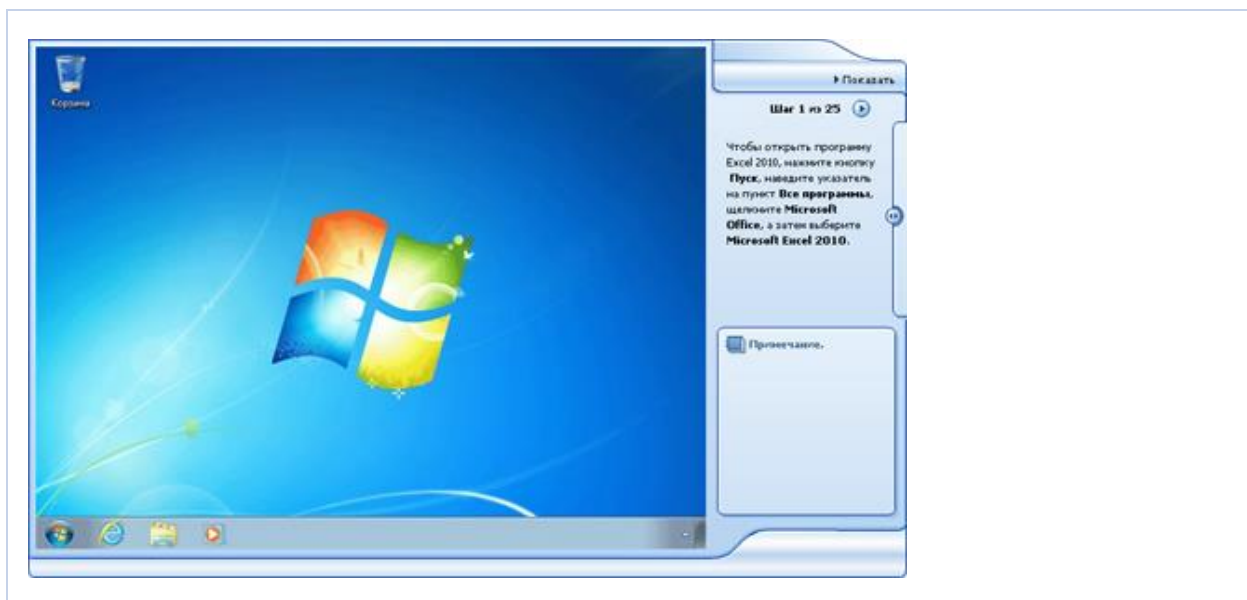 Корзина
Показать
Шаг 1 из 25
Чтобы открыть программу
Excel 2010, нажмите кнопку
Пуск, наведите указатель
на пункт Все программы,
щелкните Microsoft
Office, а затем выберите
Microsoft Excel 2010.
Примечание.